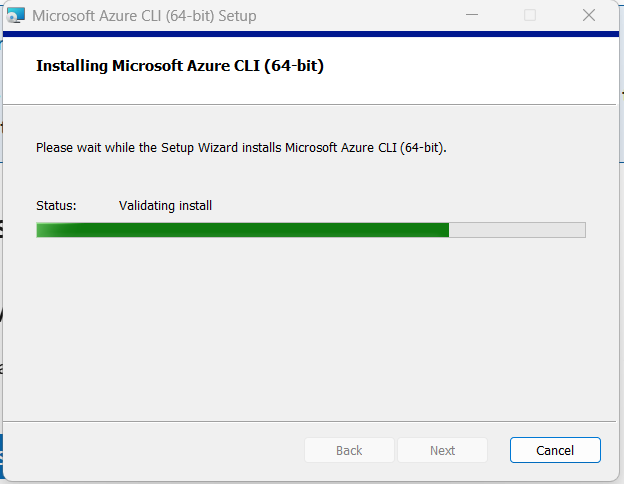 Microsoft Azure CLI (64-bit) Setup
Installing Microsoft Azure CLI (64-bit)
Please wait while the Setup Wizard installs Microsoft Azure CLI (64-bit).
Status: Validating install
Back Next Cancel